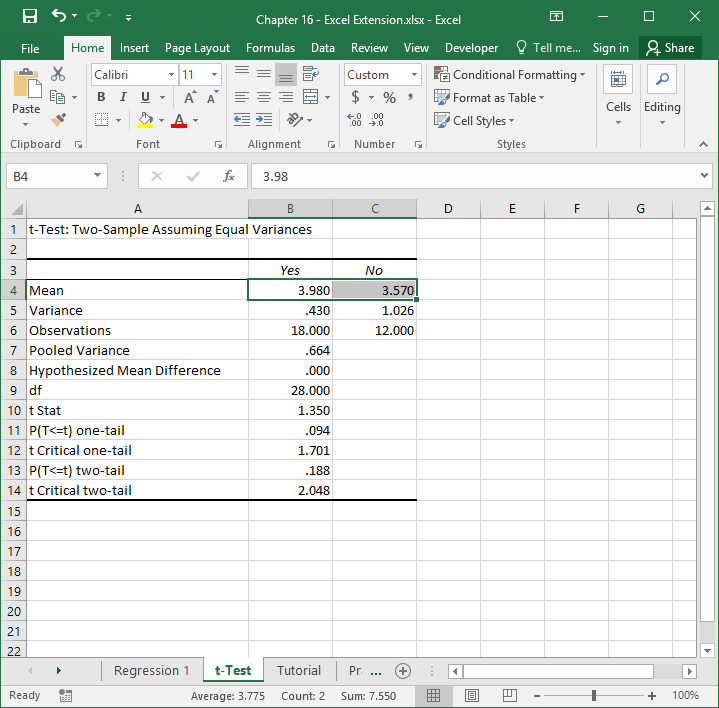 Chapter 16 - Excel Extension.xlsx - Excel
File Home Insert Page Layout Formulas Data Review View Developer Tell me... Sign in Share
Calibri 11 Custom Conditional Formatting
Paste B I U A A $ % , Format as Table Cells Editing
A .0 .00 .00 .0 Cell Styles
Clipboard Font Alignment Number Styles
B4 fx 3.98
A B C D E F G
1 t-Test: Two-Sample Assuming Equal Variances
2
3 Yes No
4 Mean 3.980 3.570
5 Variance .430 1.026
6 Observations 18.000 12.000
7 Pooled Variance .664
8 Hypothesized Mean Difference .000
9 df 28.000
10 t Stat 1.350
11 P(T<=t) one-tail .094
12 t Critical one-tail 1.701
13 P(T<=t) two-tail .188
14 t Critical two-tail 2.048
15
16
17
18
19
20
21
22
Regression 1 t-Test Tutorial Pr ...
Ready Average: 3.775 Count: 2 Sum: 7.550 100%